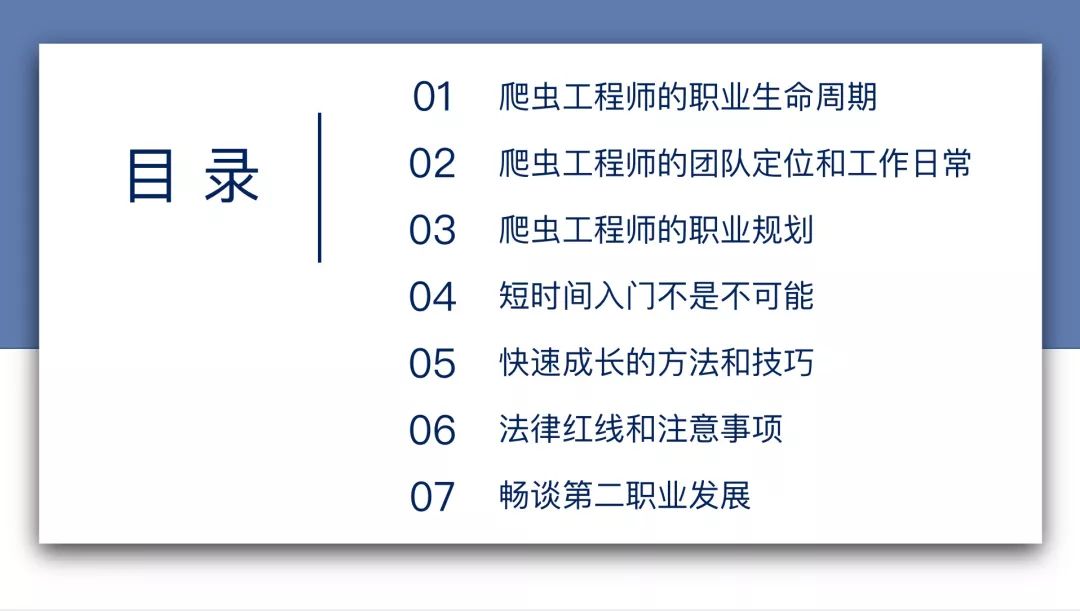 目录
01 爬虫工程师的职业生命周期
02 爬虫工程师的团队定位和工作日常
03 爬虫工程师的职业规划
04 短时间入门不是不可能
05 快速成长的方法和技巧
06 法律红线和注意事项
07 畅谈第二职业发展